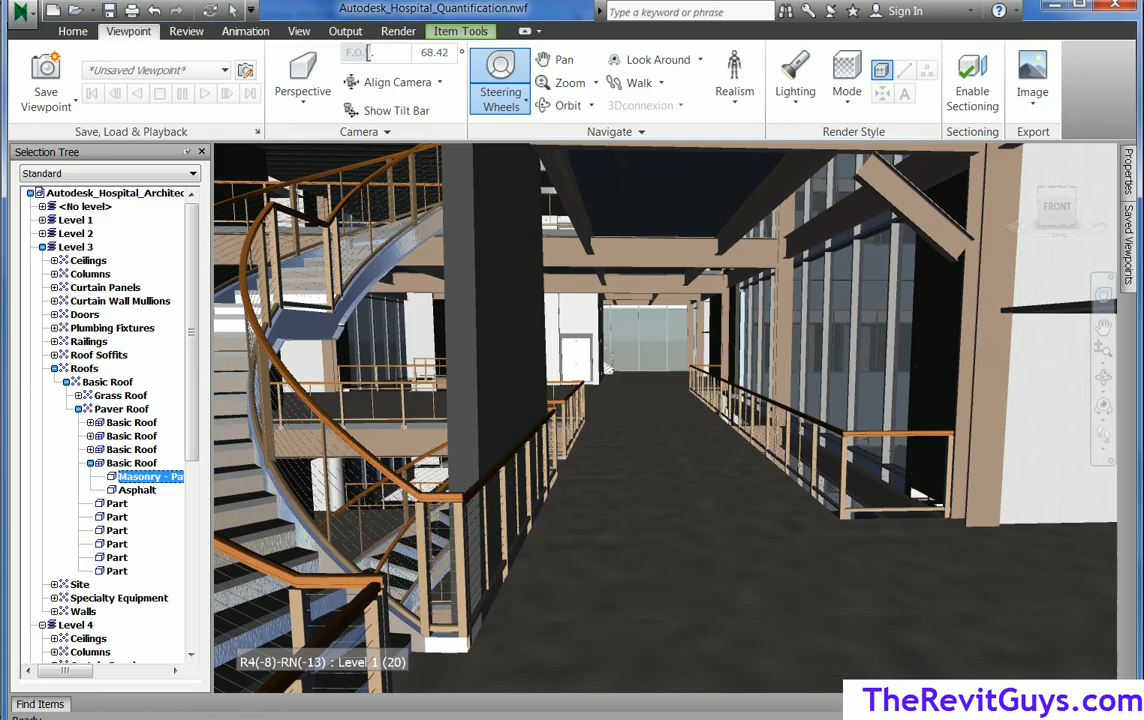 Autodesk_Hospital_Quantification.nwf
Type a keyword or phrase
Sign In
Home
Viewpoint
Review
Animation
View
Output
Render
Item Tools
Save
Viewpoint
*Unsaved Viewpoint*
Save, Load & Playback
Perspective
F.O.
68.42
Align Camera
Show Tilt Bar
Camera
Steering
Wheels
Pan
Zoom
Orbit
Look Around
Walk
3Dconnexion
Navigate
Realism
Lighting
Mode
Render Style
Enable
Sectioning
Sectioning
Image
Export
Selection Tree
Standard
Autodesk_Hospital_Architec
<No level>
Level 1
Level 2
Level 3
Ceilings
Columns
Curtain Panels
Curtain Wall Mullions
Doors
Plumbing Fixtures
Railings
Roof Soffits
Roofs
Basic Roof
Grass Roof
Paver Roof
Basic Roof
Basic Roof
Basic Roof
Basic Roof
Masonry - Pa
Asphalt
Part
Part
Part
Part
Part
Part
Site
Specialty Equipment
Walls
Level 4
Ceilings
Columns
FRONT
Properties
Saved Viewpoints
R4(-8)-RN(-13) : Level 1 (20)
Find Items
Ready
TheRevitGuys.com